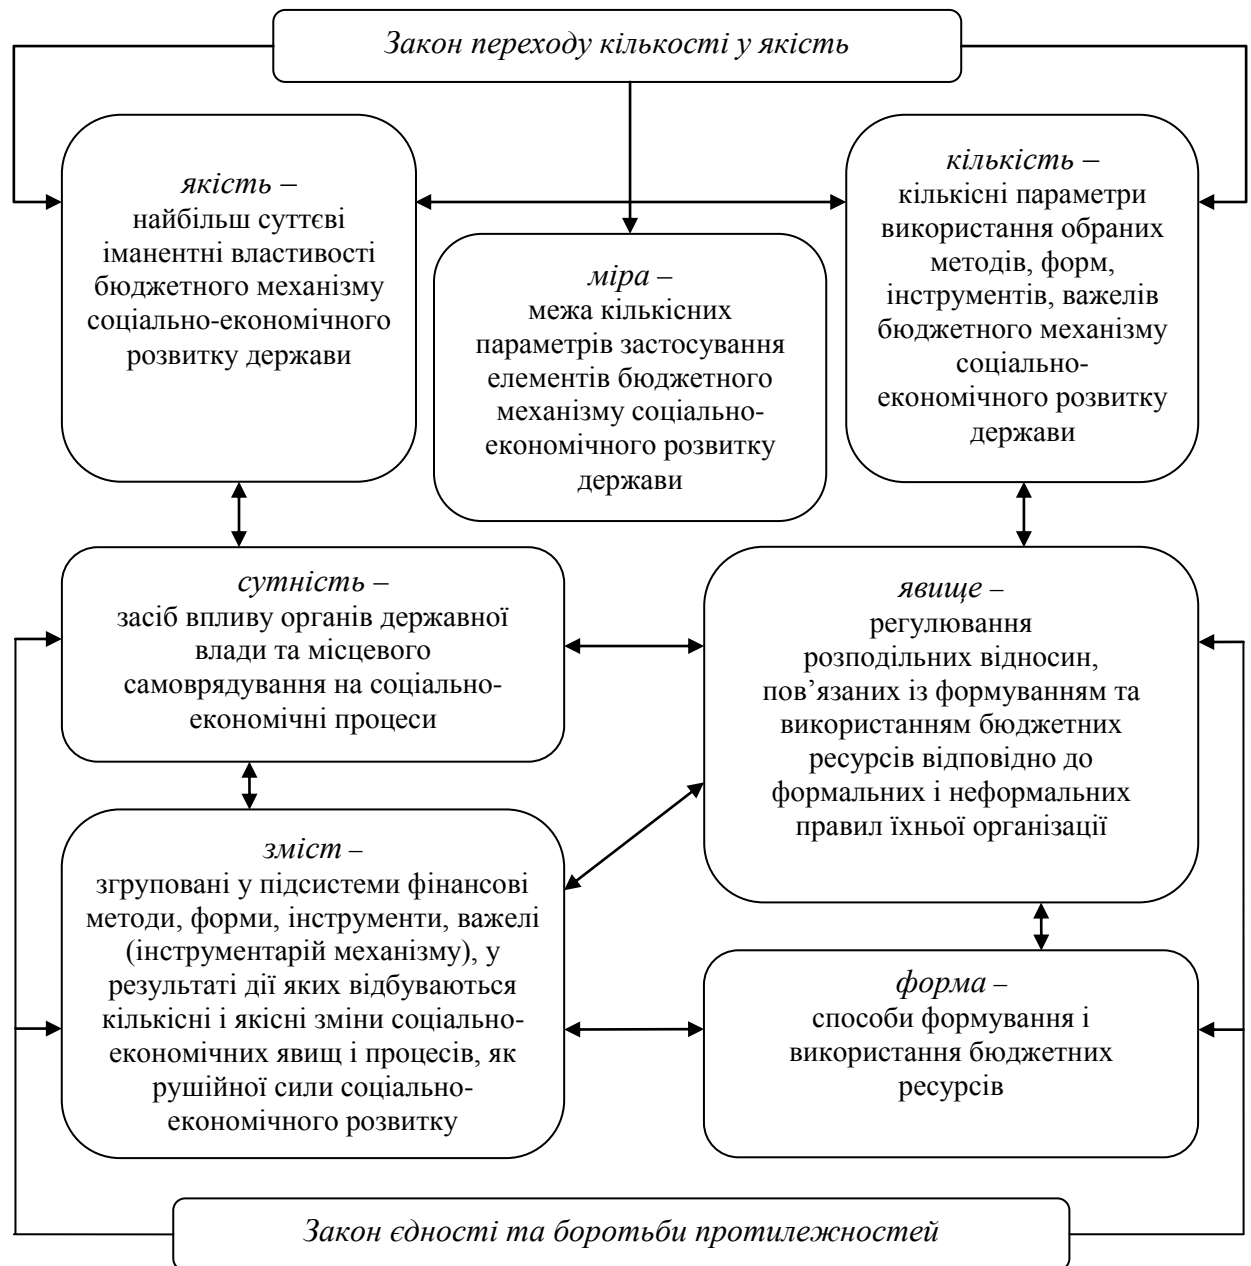 Закон переходу кількості у якість
якість –
найбільш суттєві
іманентні властивості
бюджетного механізму
соціально-економічного
розвитку держави
міра –
межа кількісних
параметрів застосування
елементів бюджетного
механізму соціально-
економічного розвитку
держави
кількість –
кількісні параметри
використання обраних
методів, форм,
інструментів, важелів
бюджетного механізму
соціально-
економічного розвитку
держави
сутність –
засіб впливу органів державної
влади та місцевого
самоврядування на соціально-
економічні процеси
явище –
регулювання
розподільних відносин,
пов’язаних із формуванням та
використанням бюджетних
ресурсів відповідно до
формальних і неформальних
правил їхньої організації
зміст –
згруповані у підсистеми фінансові
методи, форми, інструменти, важелі
(інструментарій механізму), у
результаті дії яких відбуваються
кількісні і якісні зміни соціально-
економічних явищ і процесів, як
рушійної сили соціально-
економічного розвитку
форма –
способи формування і
використання бюджетних
ресурсів
Закон єдності та боротьби протилежностей